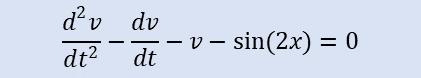 d²v/dt² − dv/dt − v − sin(2x) = 0